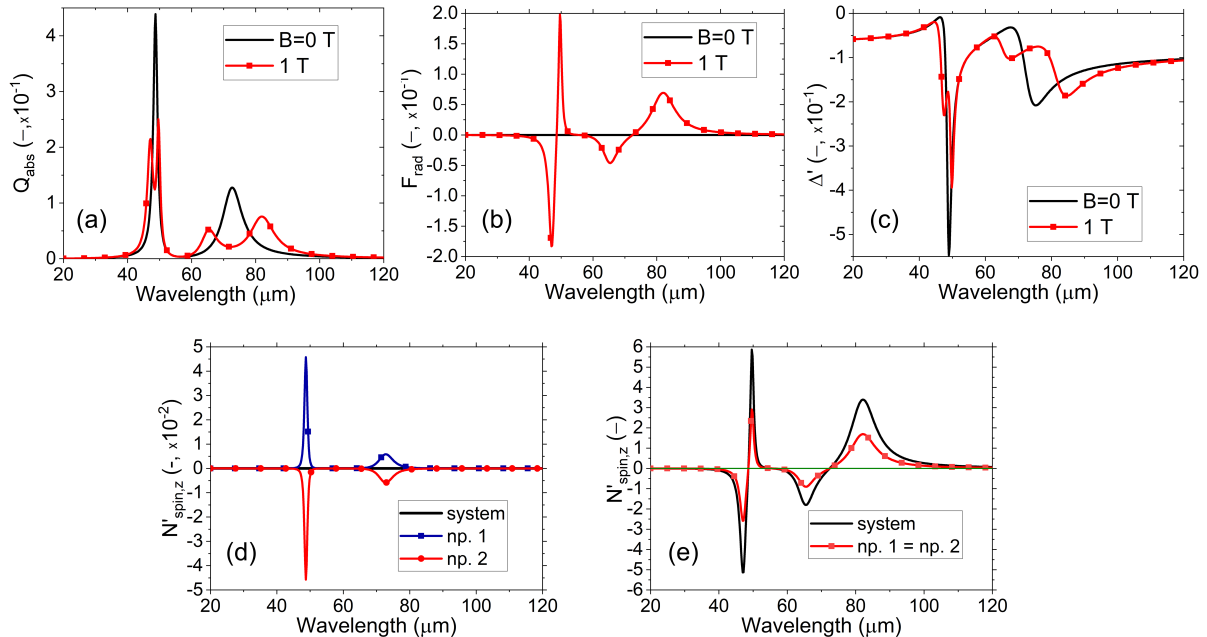 Q_abs (−, ×10⁻¹)
5
4
3
2
1
0
B=0 T
1 T
(a)
20 40 60 80 100 120
Wavelength (μm)
F_rad (−, ×10⁻¹)
2.0
1.5
1.0
0.5
0.0
-0.5
-1.0
-1.5
-2.0
B=0 T
1 T
(b)
20 40 60 80 100 120
Wavelength (μm)
Δ' (−, ×10⁻¹)
0
-1
-2
-3
-4
-5
B=0 T
1 T
(c)
20 40 60 80 100 120
Wavelength (μm)
N'_spin,z (-, ×10⁻²)
5
4
3
2
1
0
-1
-2
-3
-4
-5
system
np. 1
np. 2
(d)
20 40 60 80 100 120
Wavelength (μm)
N'_spin,z (−)
6
5
4
3
2
1
0
-1
-2
-3
-4
-5
-6
system
np. 1 = np. 2
(e)
20 40 60 80 100 120
Wavelength (μm)